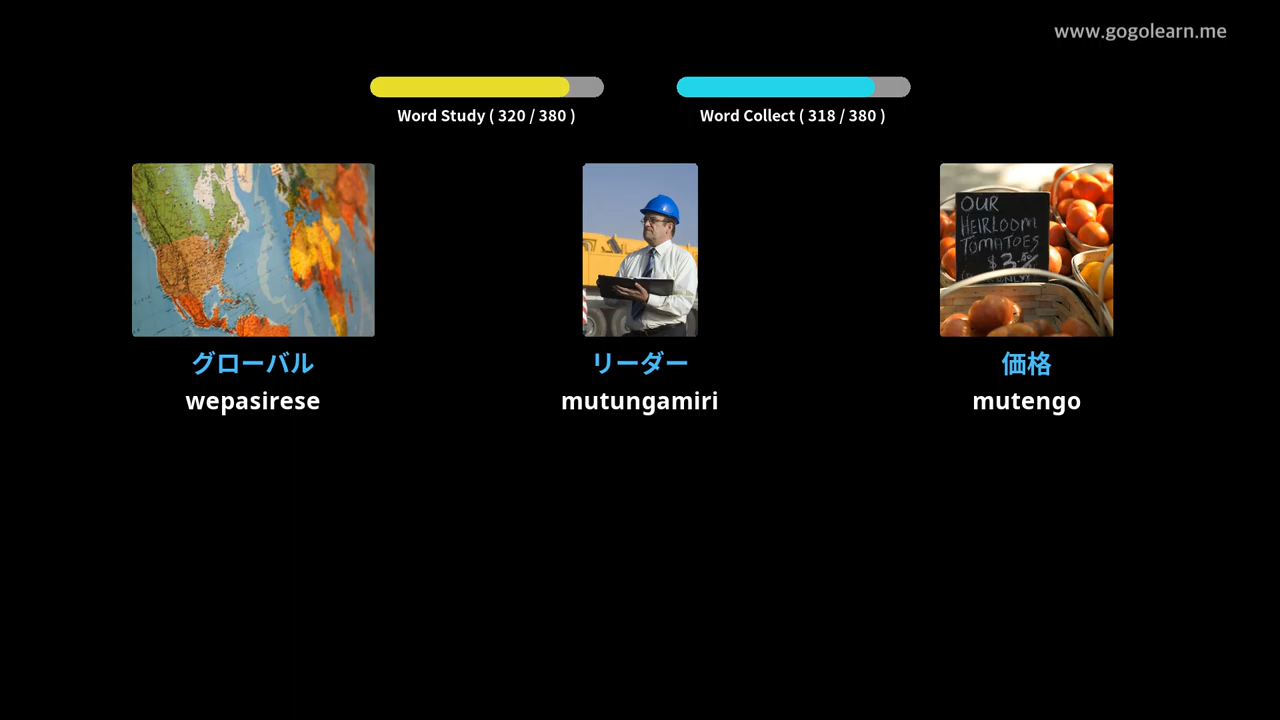 www.gogolearn.me
Word Study ( 320 / 380 )
Word Collect ( 318 / 380 )
OUR
HEIRLOOM
TOMATOES
グローバル
リーダー
価格
wepasirese
mutungamiri
mutengo